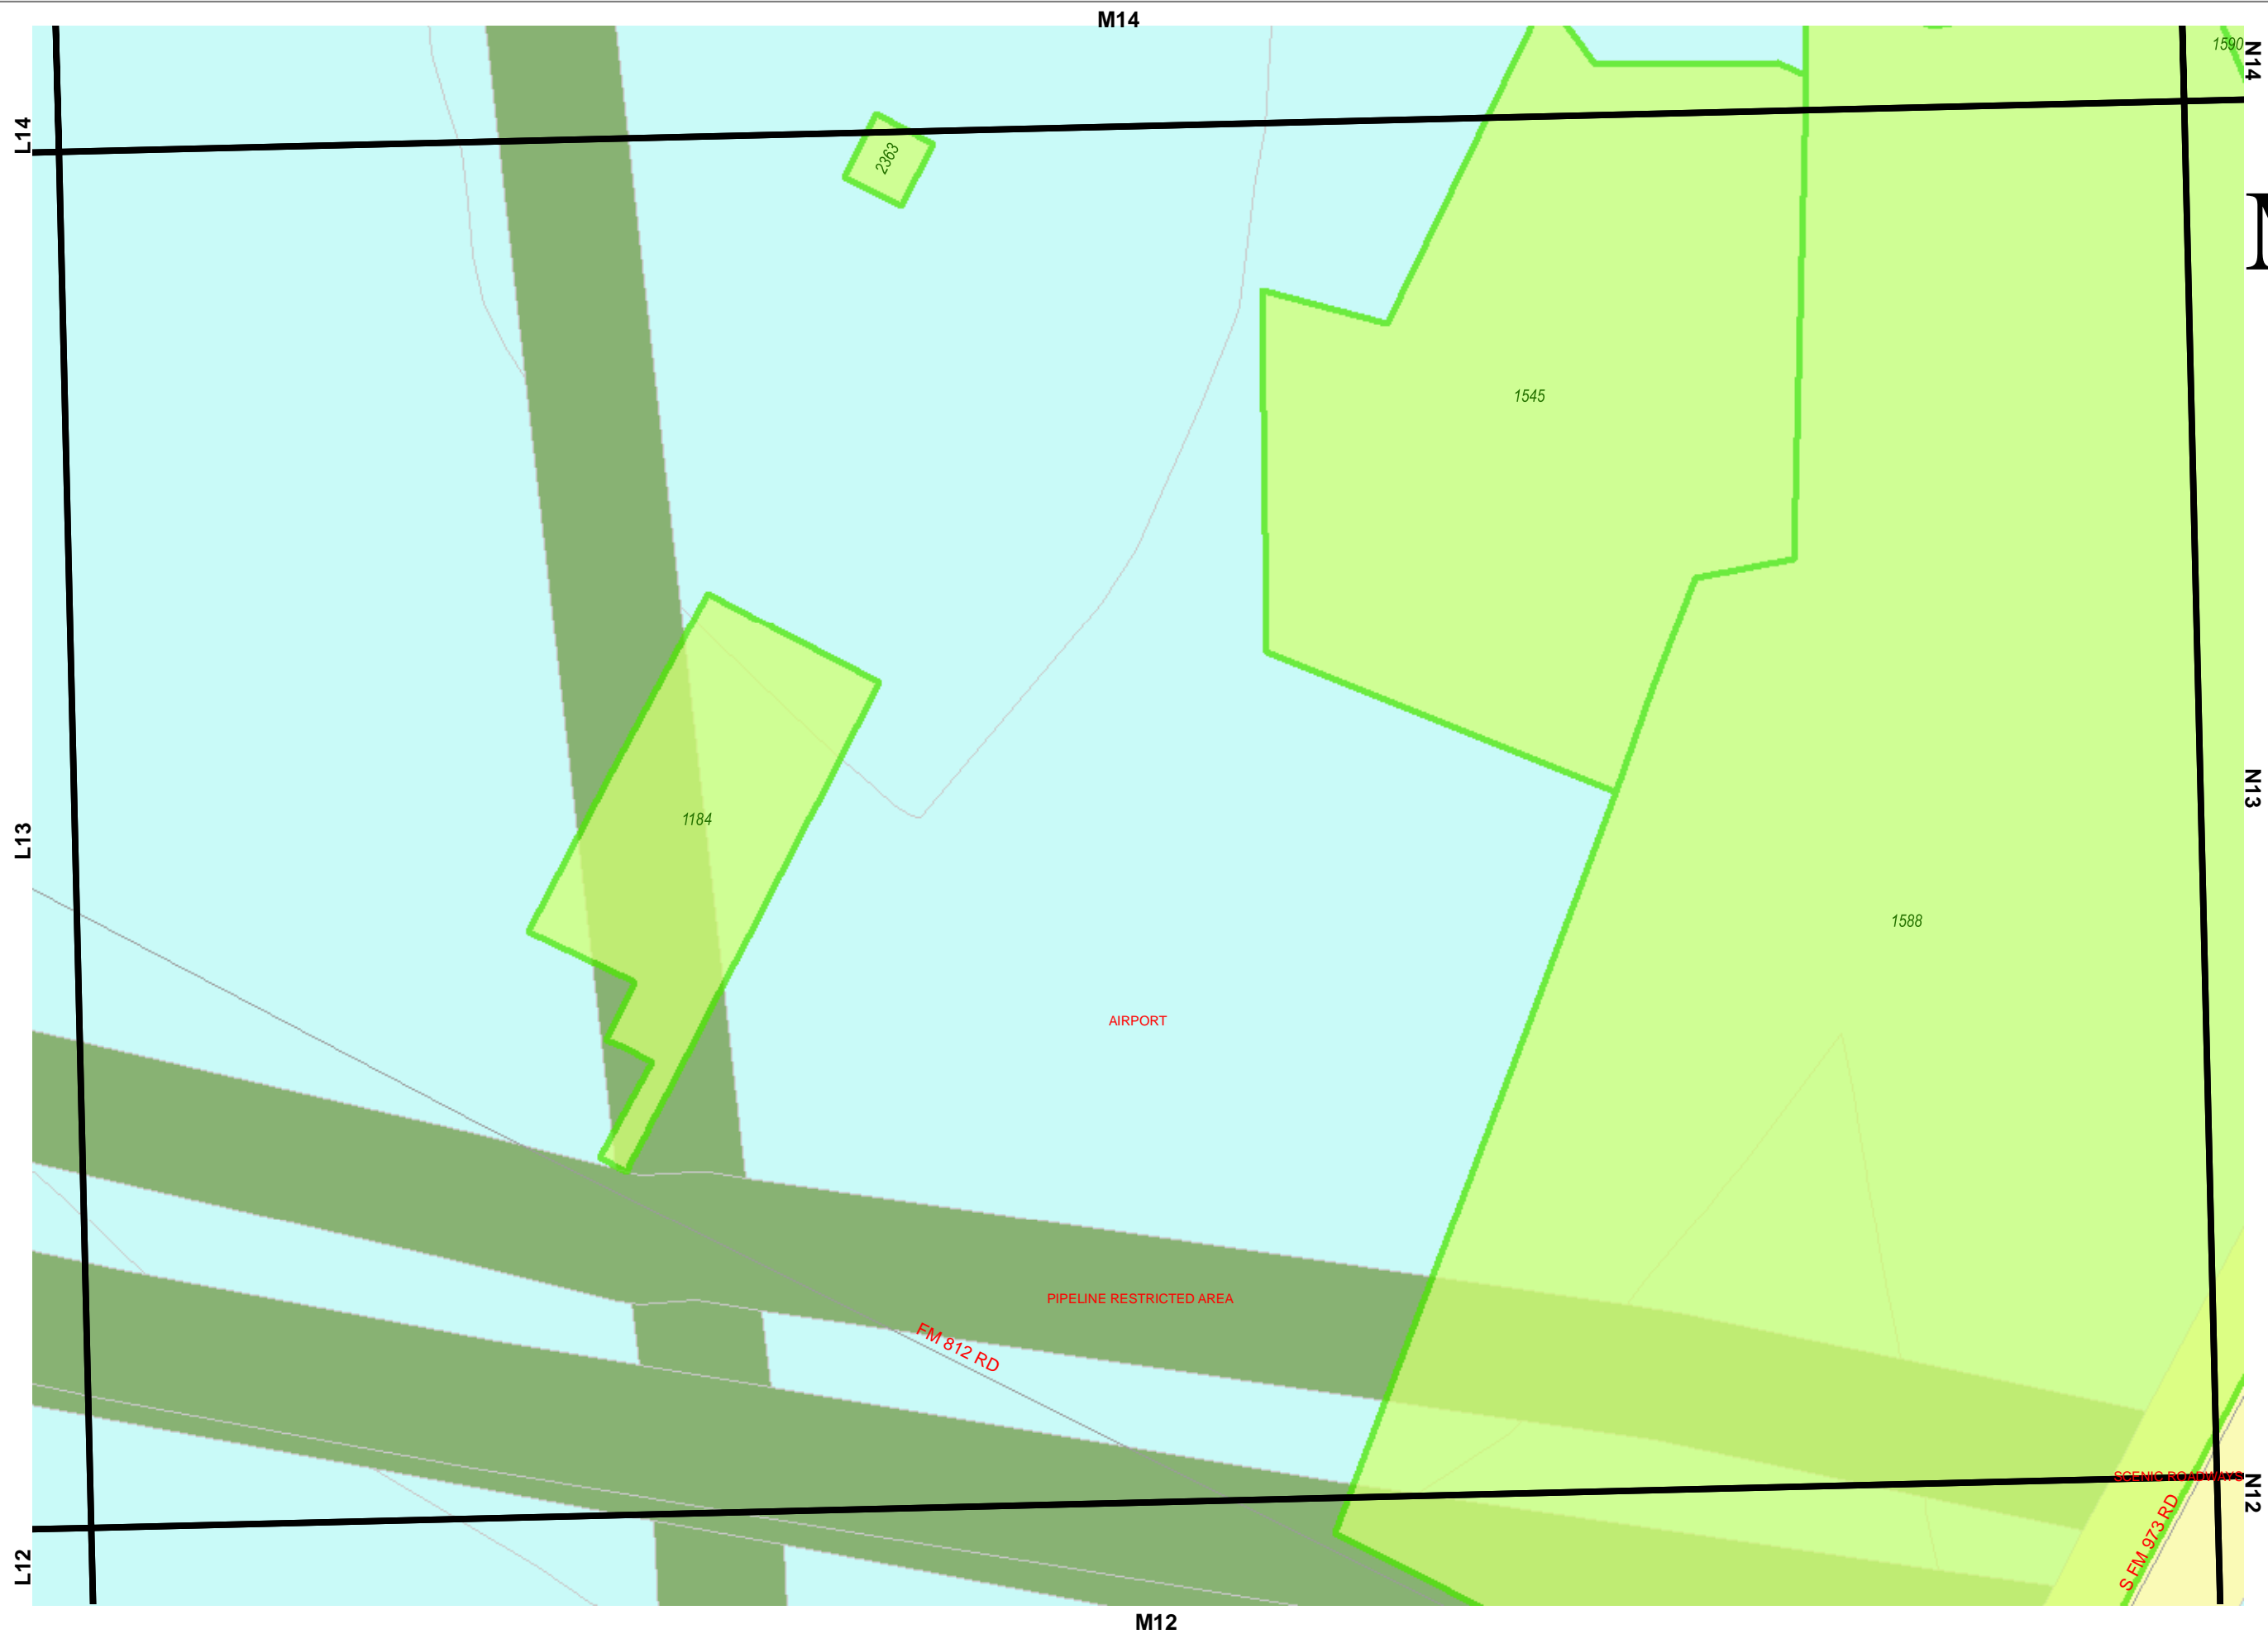 M14
1590
N14
L14
2363
1545
N13
L13
1184
1588
AIRPORT
PIPELINE RESTRICTED AREA
FM 812 RD
SCENIC ROADWAYS
N12
S FM 973 RD
L12
M12